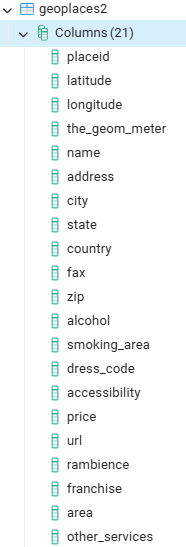 geoplaces2
Columns (21)
placeid
latitude
longitude
the_geom_meter
name
address
city
state
country
fax
zip
alcohol
smoking_area
dress_code
accessibility
price
url
rambience
franchise
area
other_services